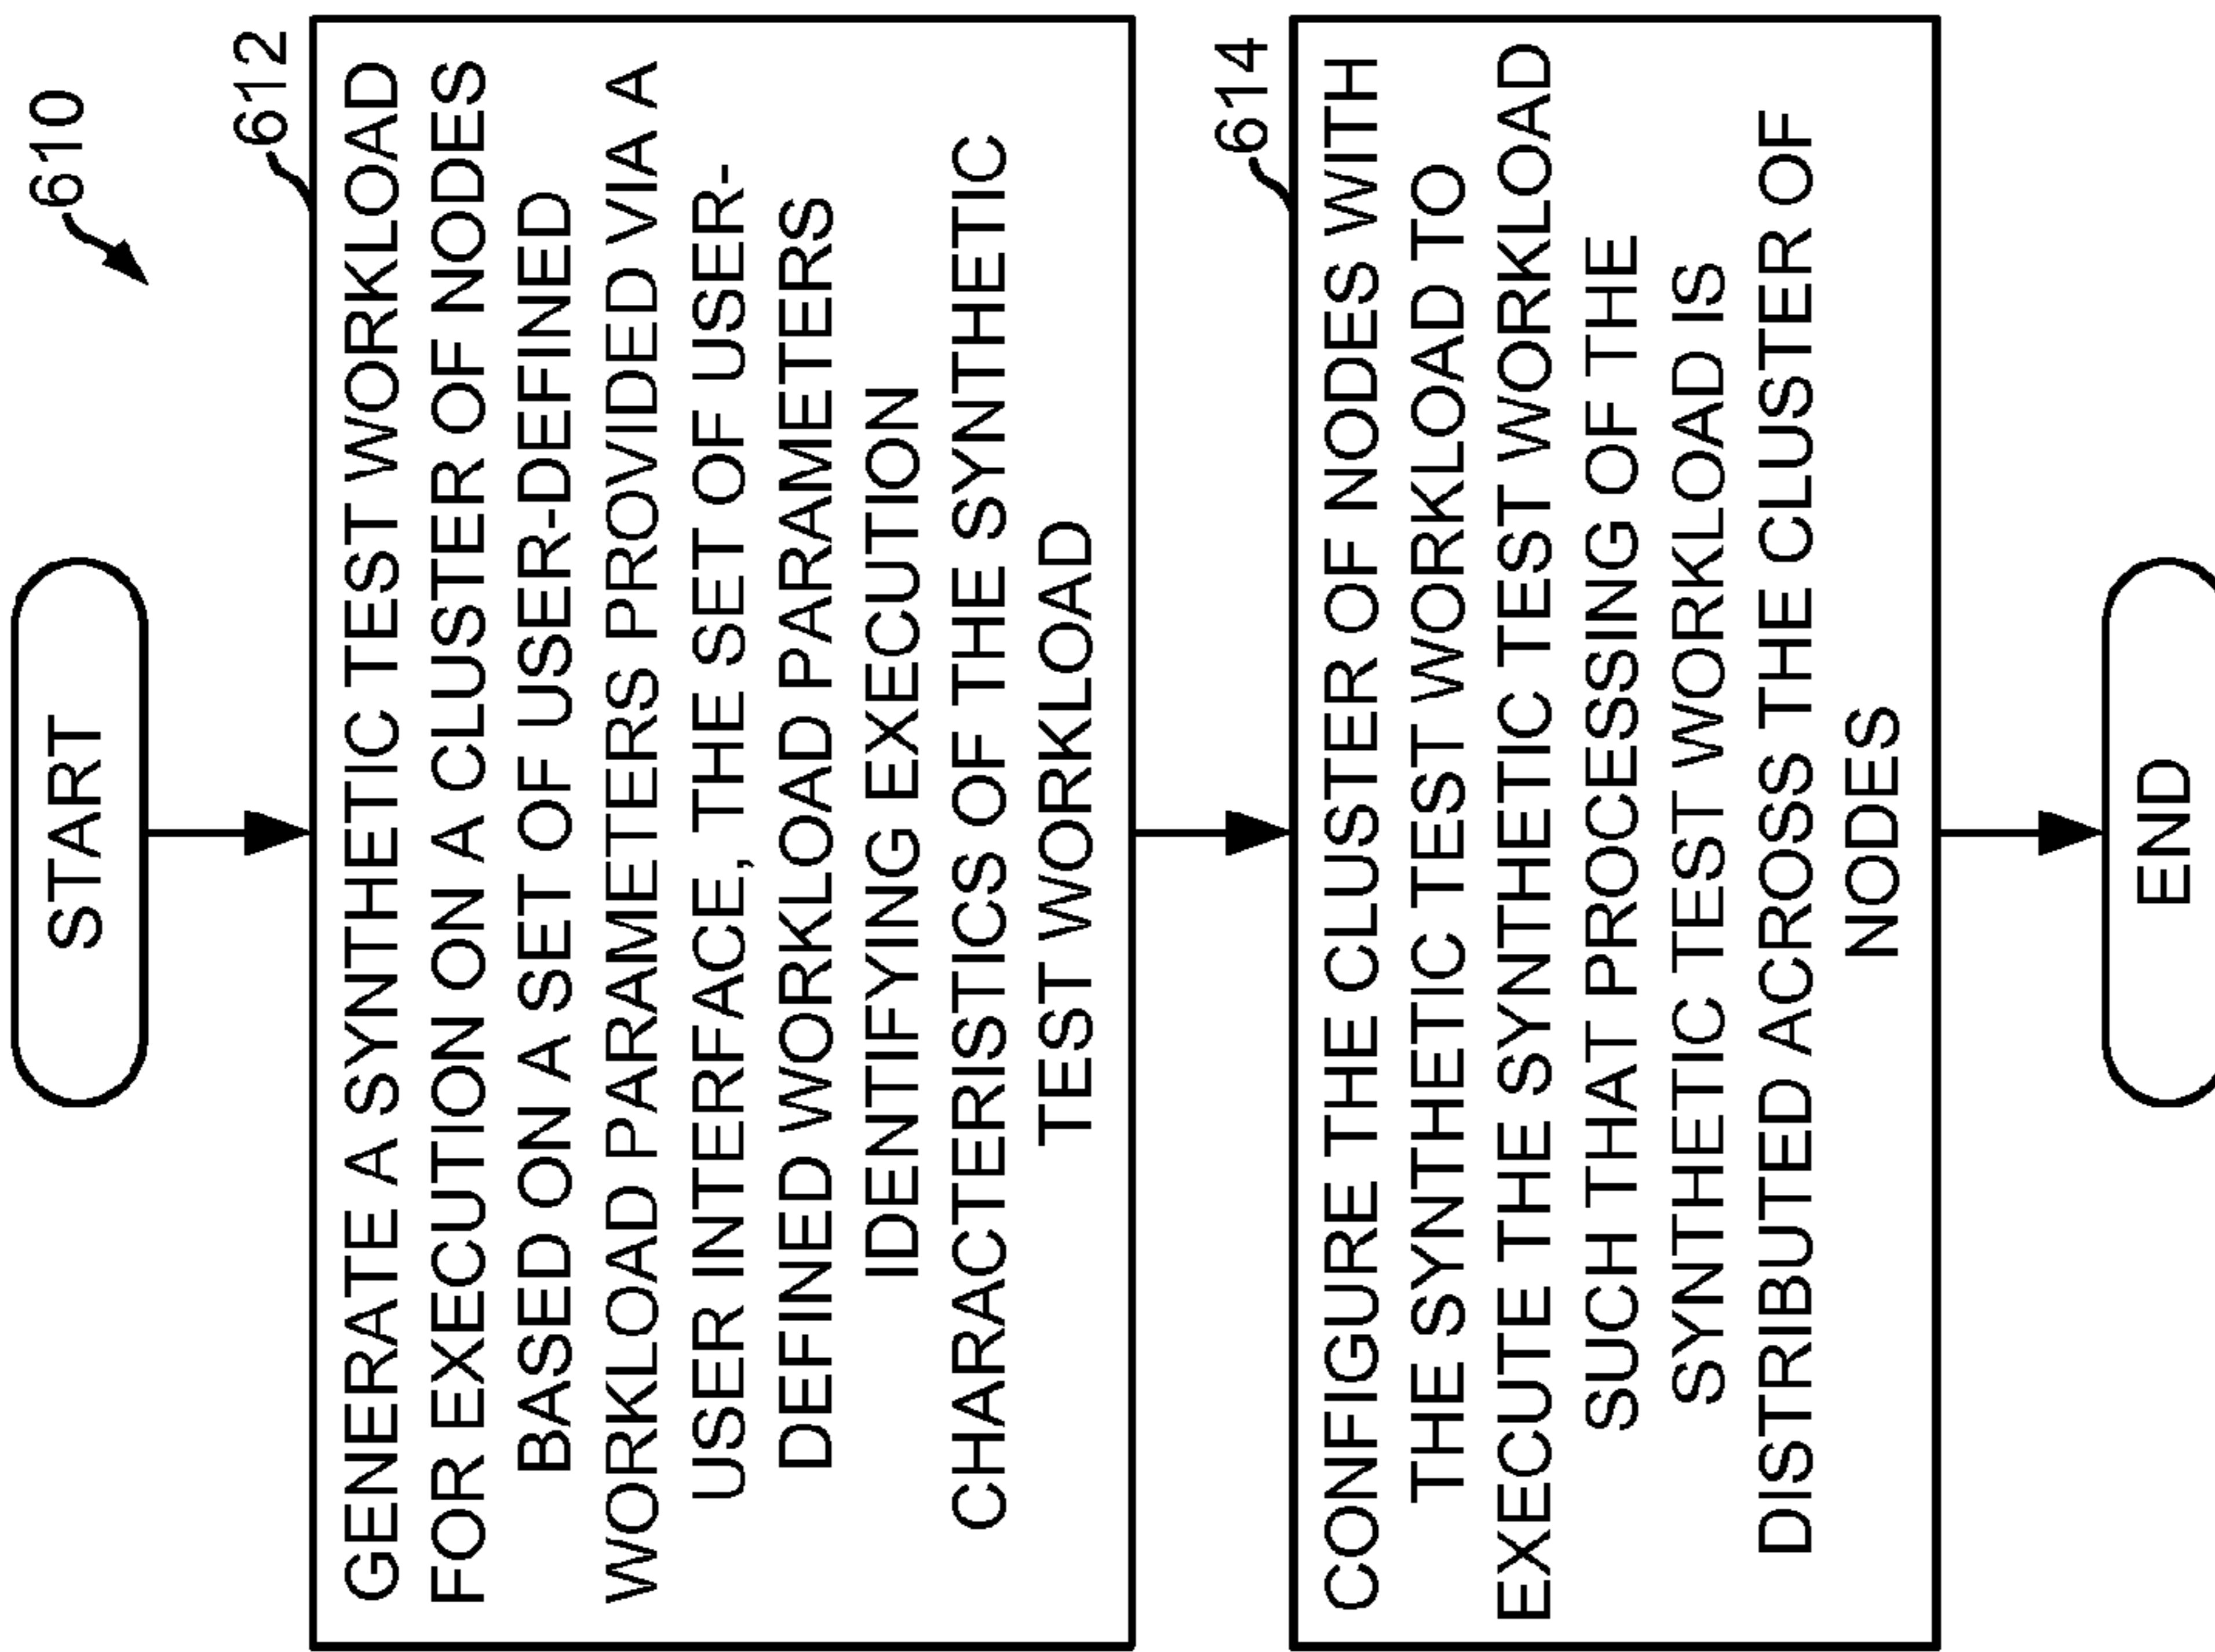 610
START
612
GENERATE A SYNTHETIC TEST WORKLOAD
FOR EXECUTION ON A CLUSTER OF NODES
BASED ON A SET OF USER-DEFINED
WORKLOAD PARAMETERS PROVIDED VIA A
USER INTERFACE, THE SET OF USER-
DEFINED WORKLOAD PARAMETERS
IDENTIFYING EXECUTION
CHARACTERISTICS OF THE SYNTHETIC
TEST WORKLOAD
614
CONFIGURE THE CLUSTER OF NODES WITH
THE SYNTHETIC TEST WORKLOAD TO
EXECUTE THE SYNTHETIC TEST WORKLOAD
SUCH THAT PROCESSING OF THE
SYNTHETIC TEST WORKLOAD IS
DISTRIBUTED ACROSS THE CLUSTER OF
NODES
END